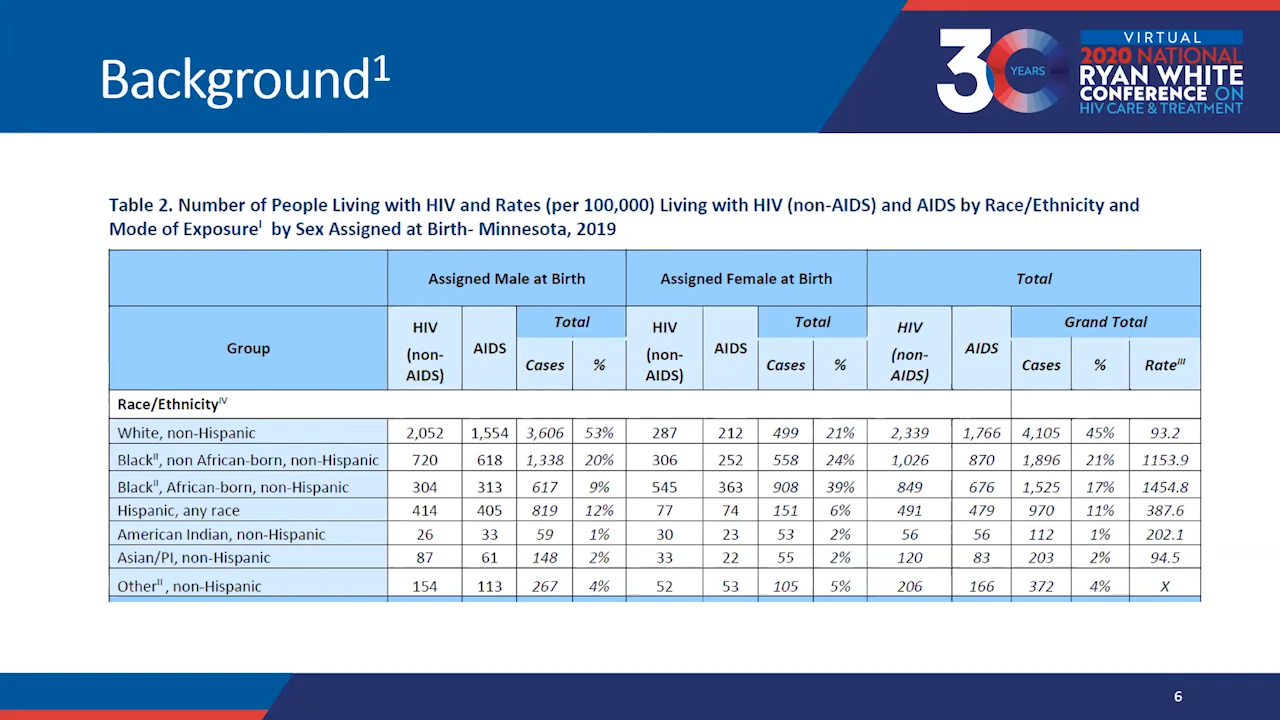 Background1
30 YEARS
VIRTUAL
2020 NATIONAL
RYAN WHITE
CONFERENCE ON
HIV CARE & TREATMENT
Table 2. Number of People Living with HIV and Rates (per 100,000) Living with HIV (non-AIDS) and AIDS by Race/Ethnicity and
Mode of ExposureI by Sex Assigned at Birth- Minnesota, 2019
Assigned Male at Birth Assigned Female at Birth Total
Group HIV (non-AIDS) AIDS Total Cases % HIV (non-AIDS) AIDS Total Cases % HIV (non-AIDS) AIDS Grand Total Cases % RateIII
Race/EthnicityIV
White, non-Hispanic 2,052 1,554 3,606 53% 287 212 499 21% 2,339 1,766 4,105 45% 93.2
BlackII, non African-born, non-Hispanic 720 618 1,338 20% 306 252 558 24% 1,026 870 1,896 21% 1153.9
BlackII, African-born, non-Hispanic 304 313 617 9% 545 363 908 39% 849 676 1,525 17% 1454.8
Hispanic, any race 414 405 819 12% 77 74 151 6% 491 479 970 11% 387.6
American Indian, non-Hispanic 26 33 59 1% 30 23 53 2% 56 56 112 1% 202.1
Asian/PI, non-Hispanic 87 61 148 2% 33 22 55 2% 120 83 203 2% 94.5
OtherII, non-Hispanic 154 113 267 4% 52 53 105 5% 206 166 372 4% X
6